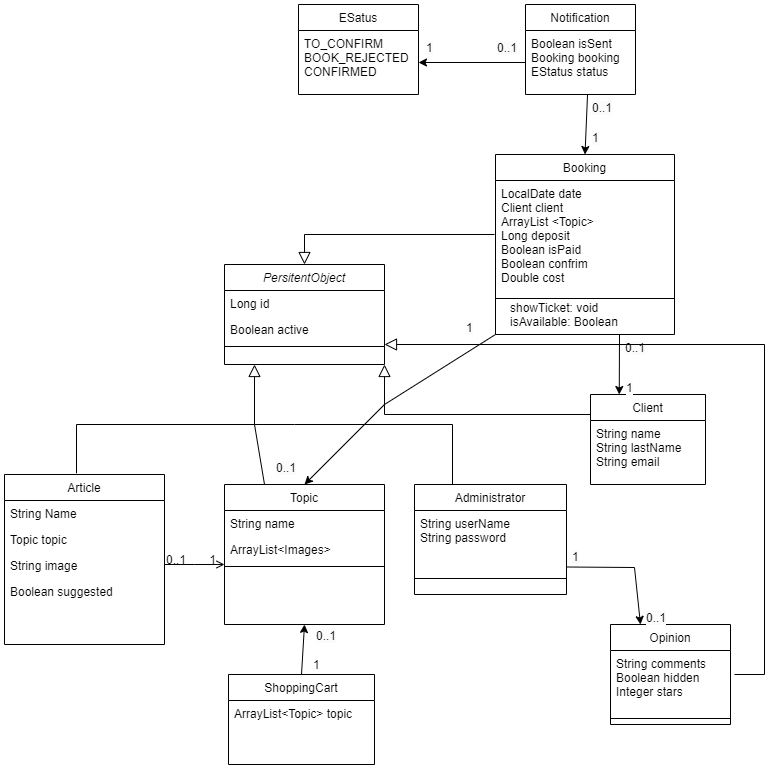 ESatus
TO_CONFIRM
BOOK_REJECTED
CONFIRMED
1
0..1
Notification
Boolean isSent
Booking booking
EStatus status
0..1
1
Booking
LocalDate date
Client client
ArrayList <Topic>
Long deposit
Boolean isPaid
Boolean confrim
Double cost
showTicket: void
isAvailable: Boolean
PersitentObject
Long id
Boolean active
1
0..1
1
Client
String name
String lastName
String email
0..1
Article
String Name
Topic topic
String image
Boolean suggested
0..1
1
Topic
String name
ArrayList<Images>
Administrator
String userName
String password
1
0..1
Opinion
String comments
Boolean hidden
Integer stars
0..1
1
ShoppingCart
ArrayList<Topic> topic